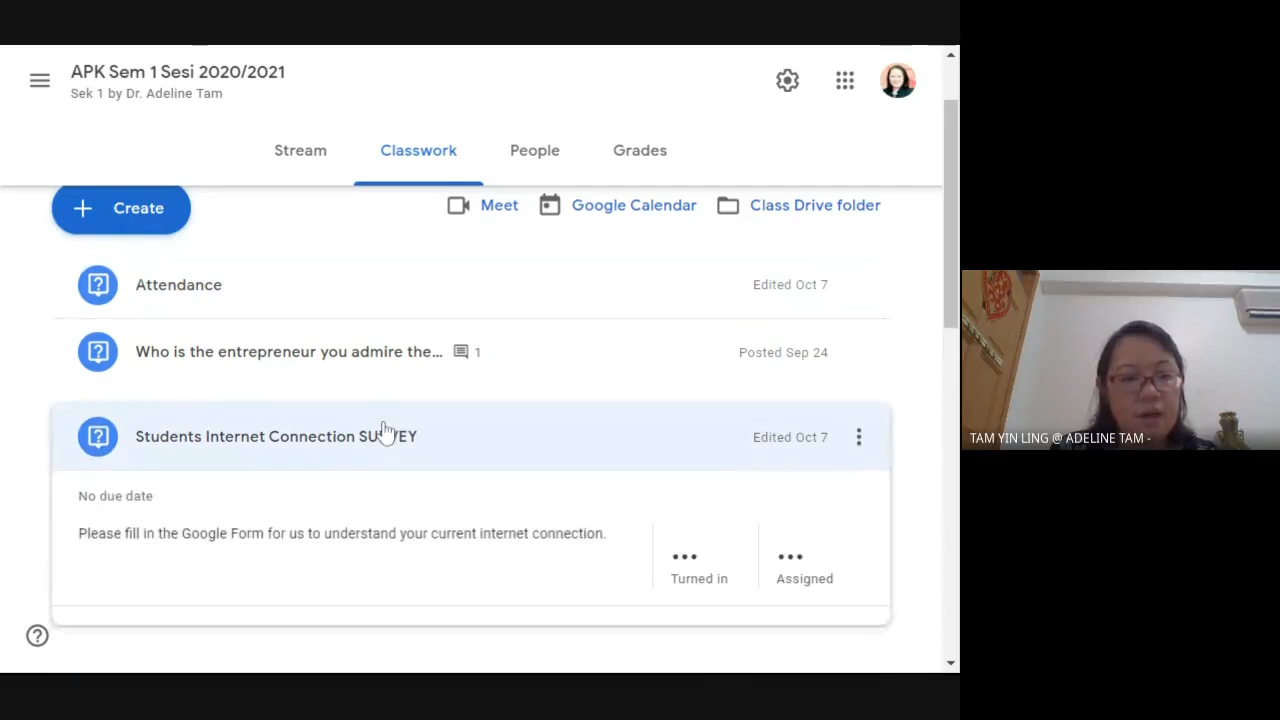 APK Sem 1 Sesi 2020/2021
Sek 1 by Dr. Adeline Tam
Stream Classwork People Grades
Create Meet Google Calendar Class Drive folder
Attendance Edited Oct 7
Who is the entrepreneur you admire the... 1 Posted Sep 24
Students Internet Connection SU EY Edited Oct 7
No due date
Please fill in the Google Form for us to understand your current internet connection.
Turned in Assigned
TAM YIN LING @ ADELINE TAM -